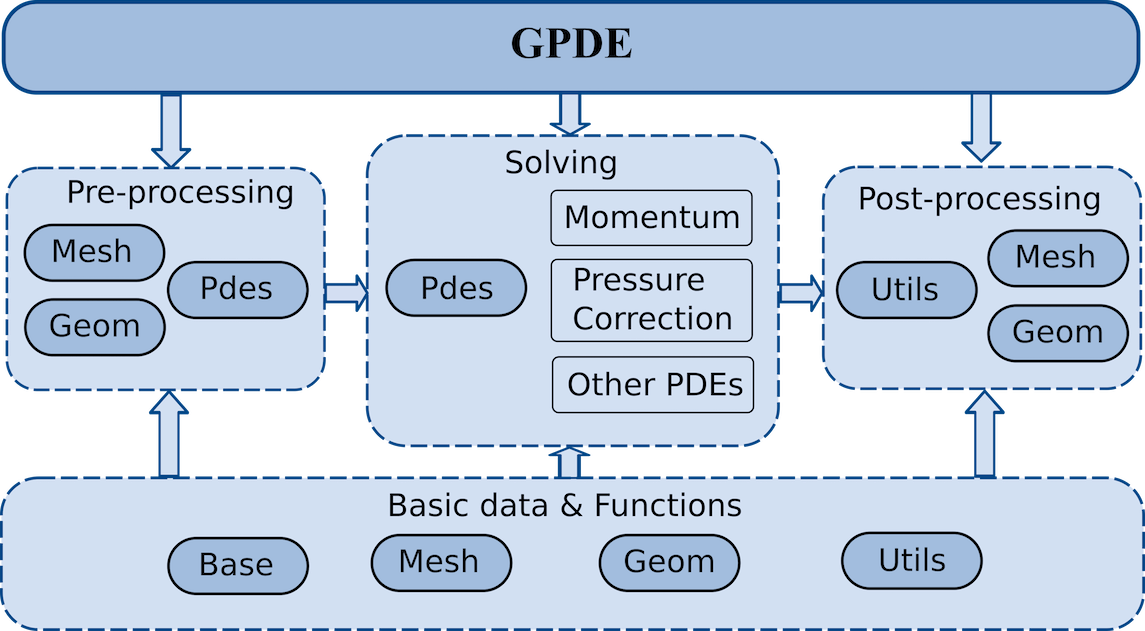 GPDE
Pre-processing
Mesh
Pdes
Geom
Solving
Pdes
Momentum
Pressure
Correction
Other PDEs
Post-processing
Utils
Mesh
Geom
Basic data & Functions
Base
Mesh
Geom
Utils